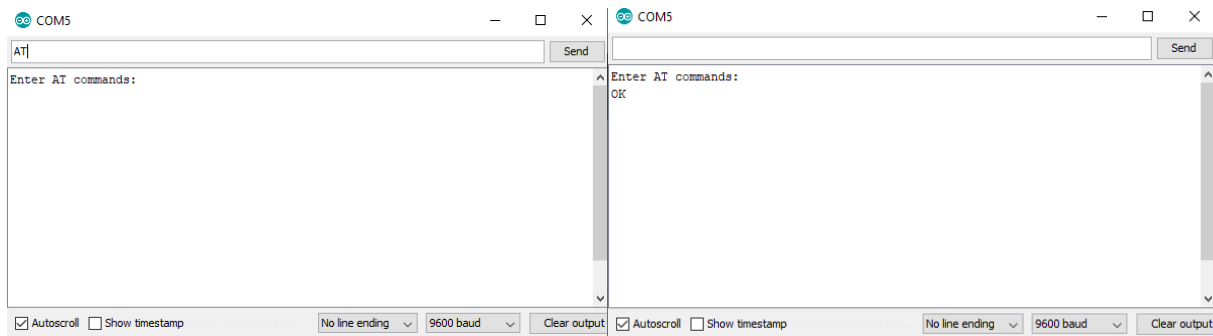 COM5
AT
Send
Enter AT commands:
Autoscroll Show timestamp No line ending 9600 baud Clear output
COM5
Send
Enter AT commands:
OK
Autoscroll Show timestamp No line ending 9600 baud Clear output